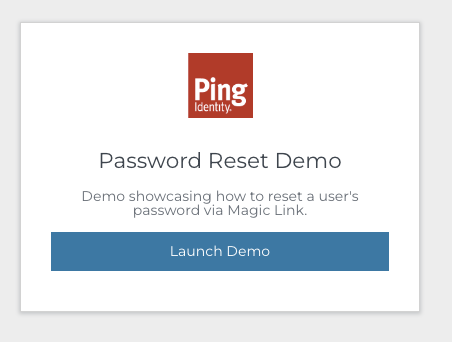 Ping
Identity.
Password Reset Demo
Demo showcasing how to reset a user's
password via Magic Link.
Launch Demo